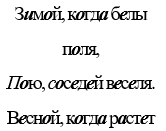 Зимой, когда белы
поля,
Пою, соседей веселя.
Весной, когда растет